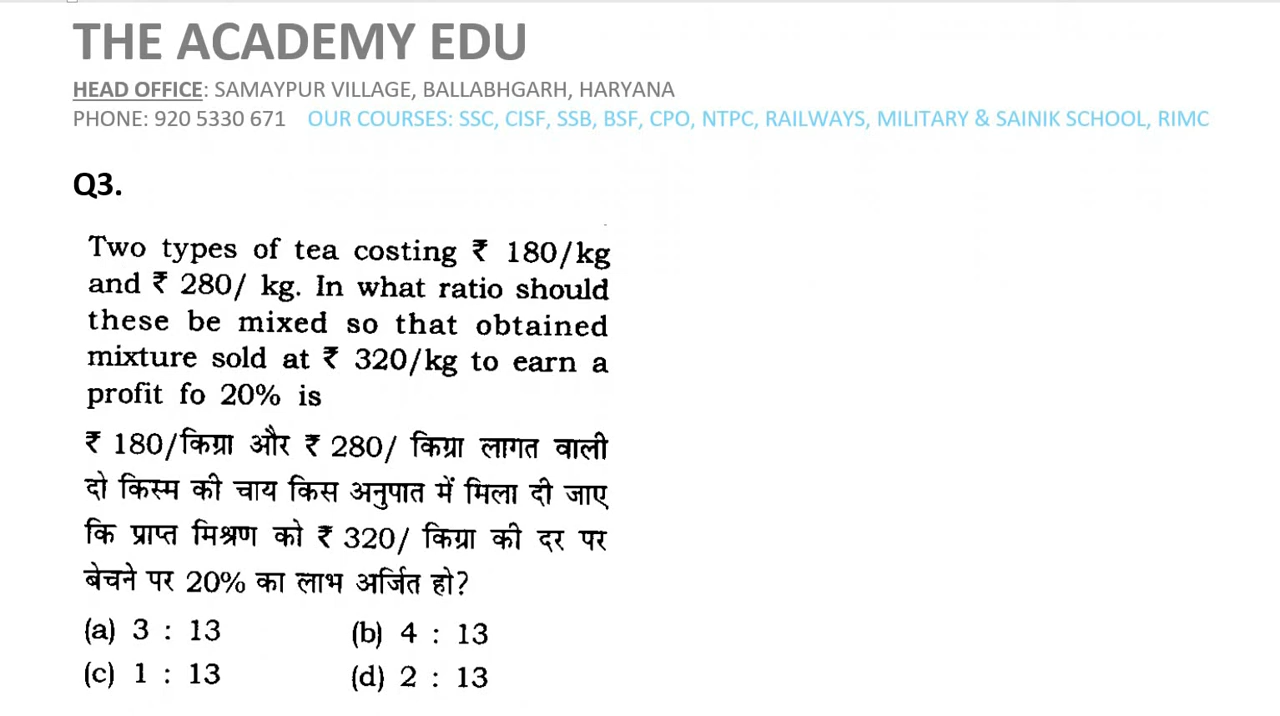 THE ACADEMY EDU
HEAD OFFICE: SAMAYPUR VILLAGE, BALLABHGARH, HARYANA
PHONE: 920 5330 671 OUR COURSES: SSC, CISF, SSB, BSF, CPO, NTPC, RAILWAYS, MILITARY & SAINIK SCHOOL, RIMC
Q3.
Two types of tea costing ₹ 180/kg
and ₹ 280/ kg. In what ratio should
these be mixed so that obtained
mixture sold at ₹ 320/kg to earn a
profit fo 20% is
₹ 180/किग्रा और ₹ 280/ किग्रा लागत वाली
दो किस्म की चाय किस अनुपात में मिला दी जाए
कि प्राप्त मिश्रण को ₹ 320/ किग्रा की दर पर
बेचने पर 20% का लाभ अर्जित हो?
(a) 3 : 13 (b) 4 : 13
(c) 1 : 13 (d) 2 : 13